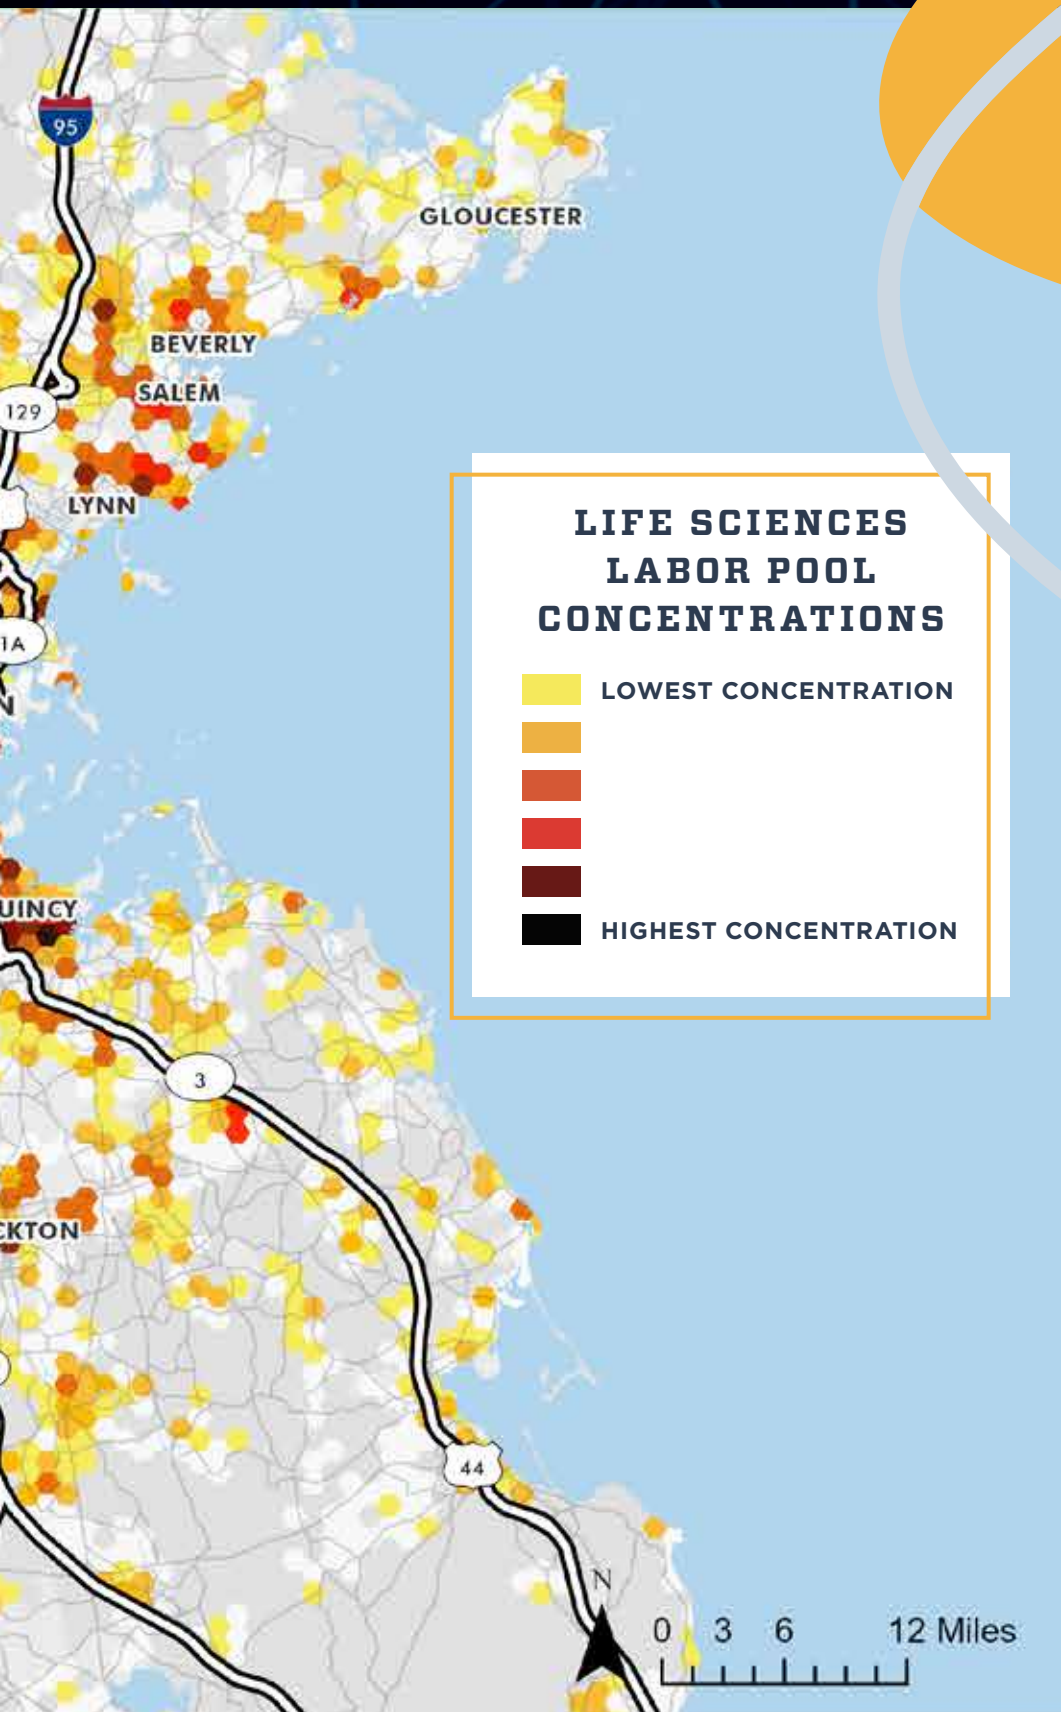 95
GLOUCESTER
BEVERLY
SALEM
129
LYNN
LIFE SCIENCES
LABOR POOL
CONCENTRATIONS
1A
LOWEST CONCENTRATION
N
UINCY
HIGHEST CONCENTRATION
3
CKTON
44
N
0 3 6 12 Miles